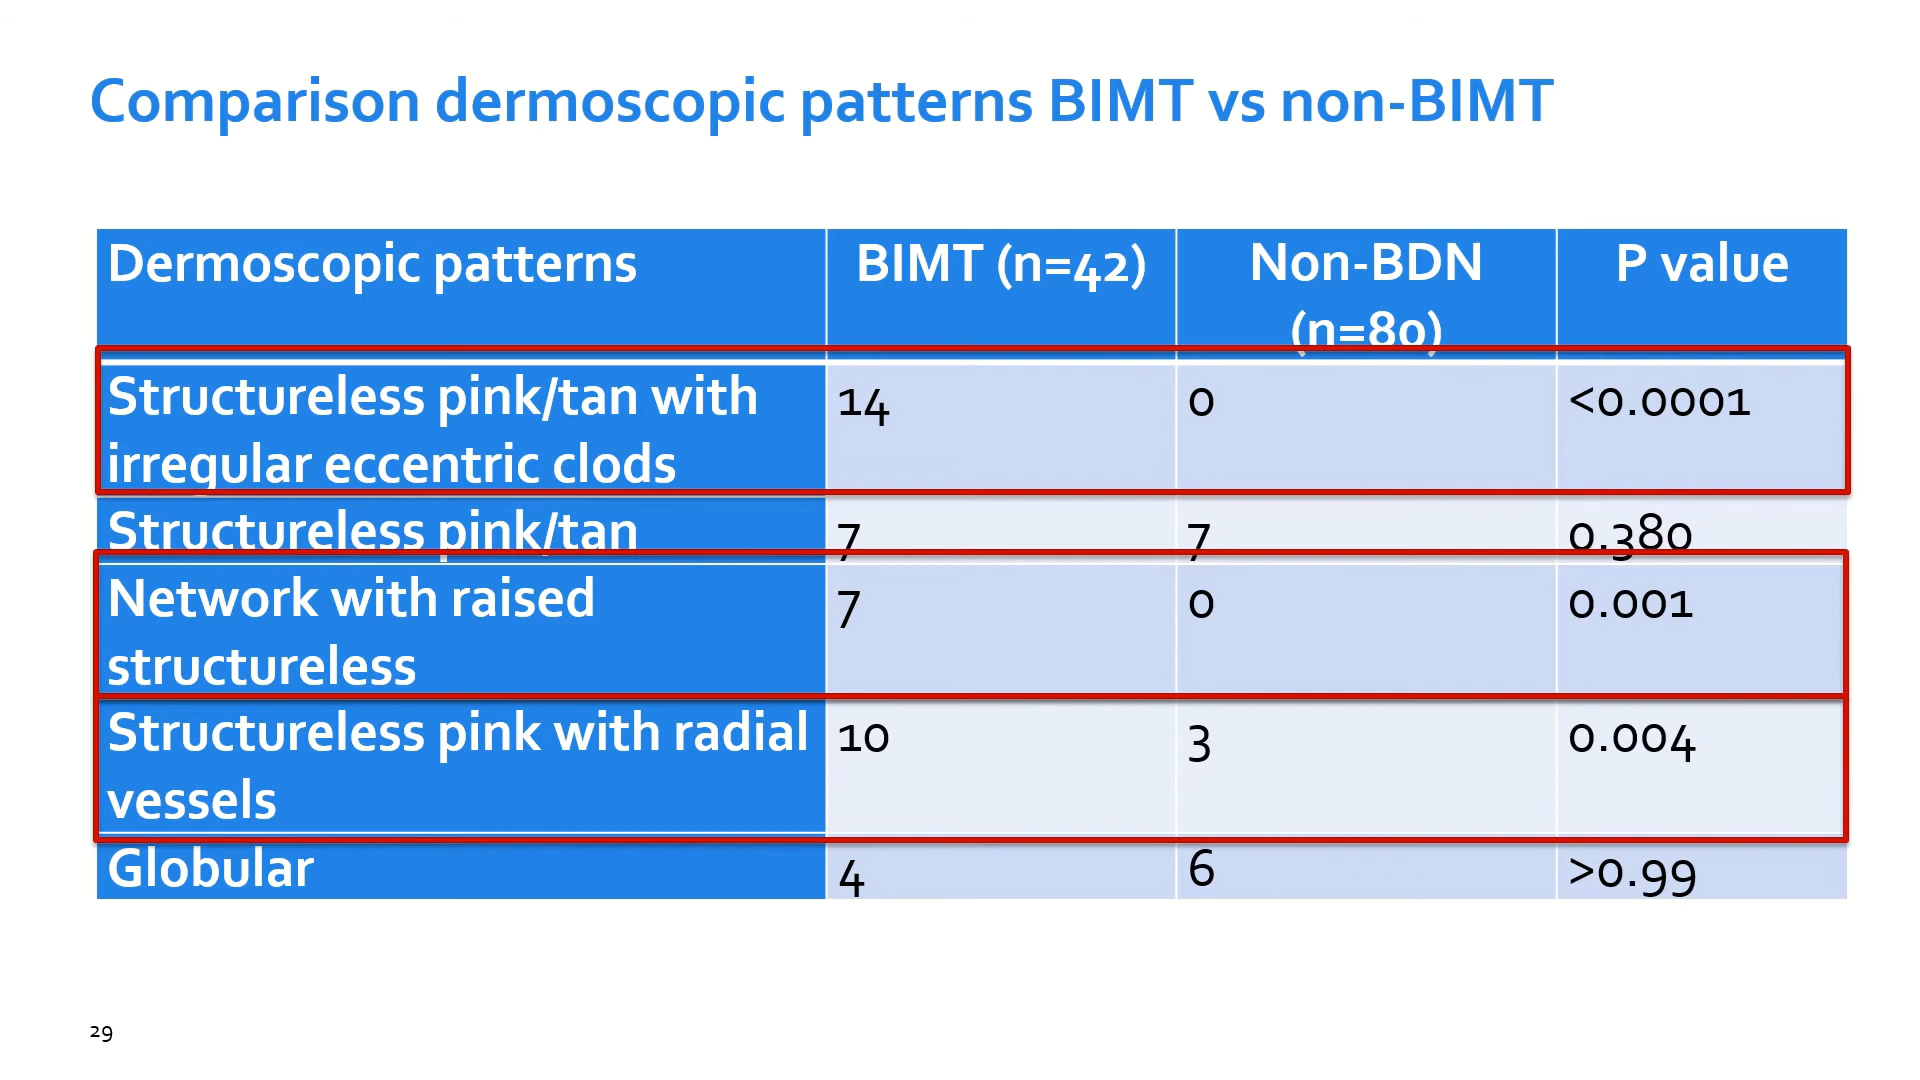 Comparison dermoscopic patterns BIMT vs non-BIMT
Dermoscopic patterns BIMT (n=42) Non-BDN P value
(n=80)
Structureless pink/tan with 14 0 <0.0001
irregular eccentric clods
Structureless pink/tan 7 7 0.380
Network with raised 7 0 0.001
structureless
Structureless pink with radial 10 3 0.004
vessels
Globular 4 6 >0.99
29